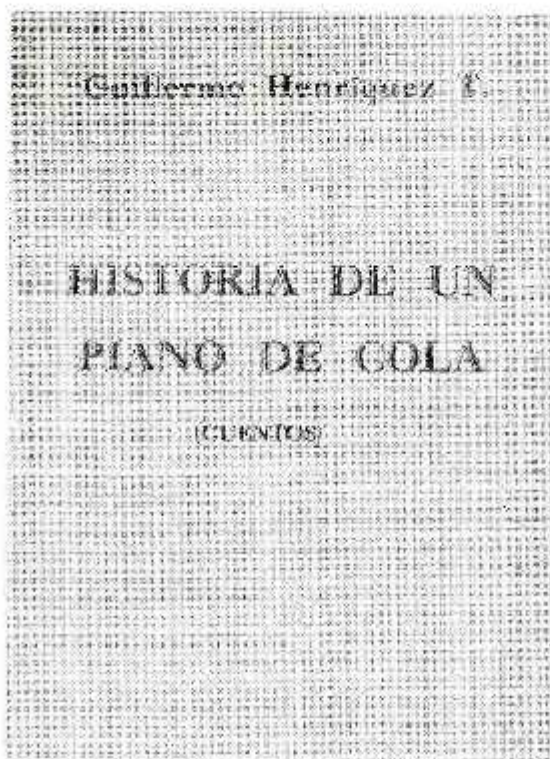 Guillermo Henríquez T.
HISTORIA DE UN
PIANO DE COLA
(CUENTOS)